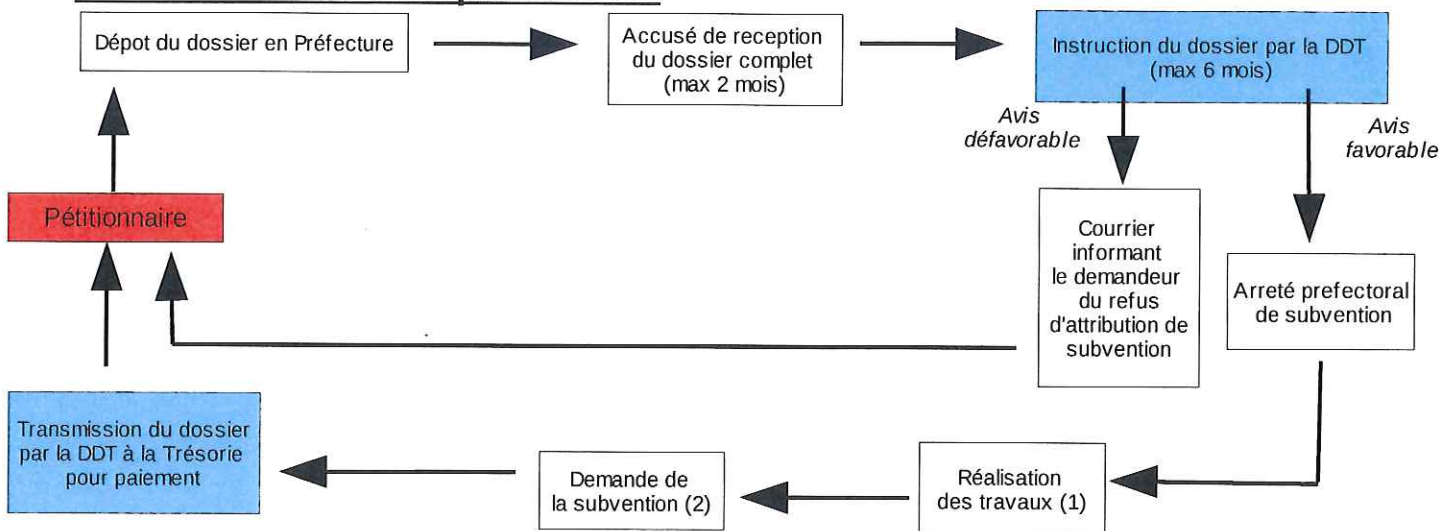 Dépot du dossier en Préfecture
Accusé de reception
du dossier complet
(max 2 mois)
Instruction du dossier par la DDT
(max 6 mois)
Avis
défavorable
Avis
favorable
Pétitionnaire
Courrier
informant
le demandeur
du refus
d'attribution de
subvention
Arreté prefectoral
de subvention
Transmission du dossier
par la DDT à la Trésorie
pour paiement
Demande de
la subvention (2)
Réalisation
des travaux (1)